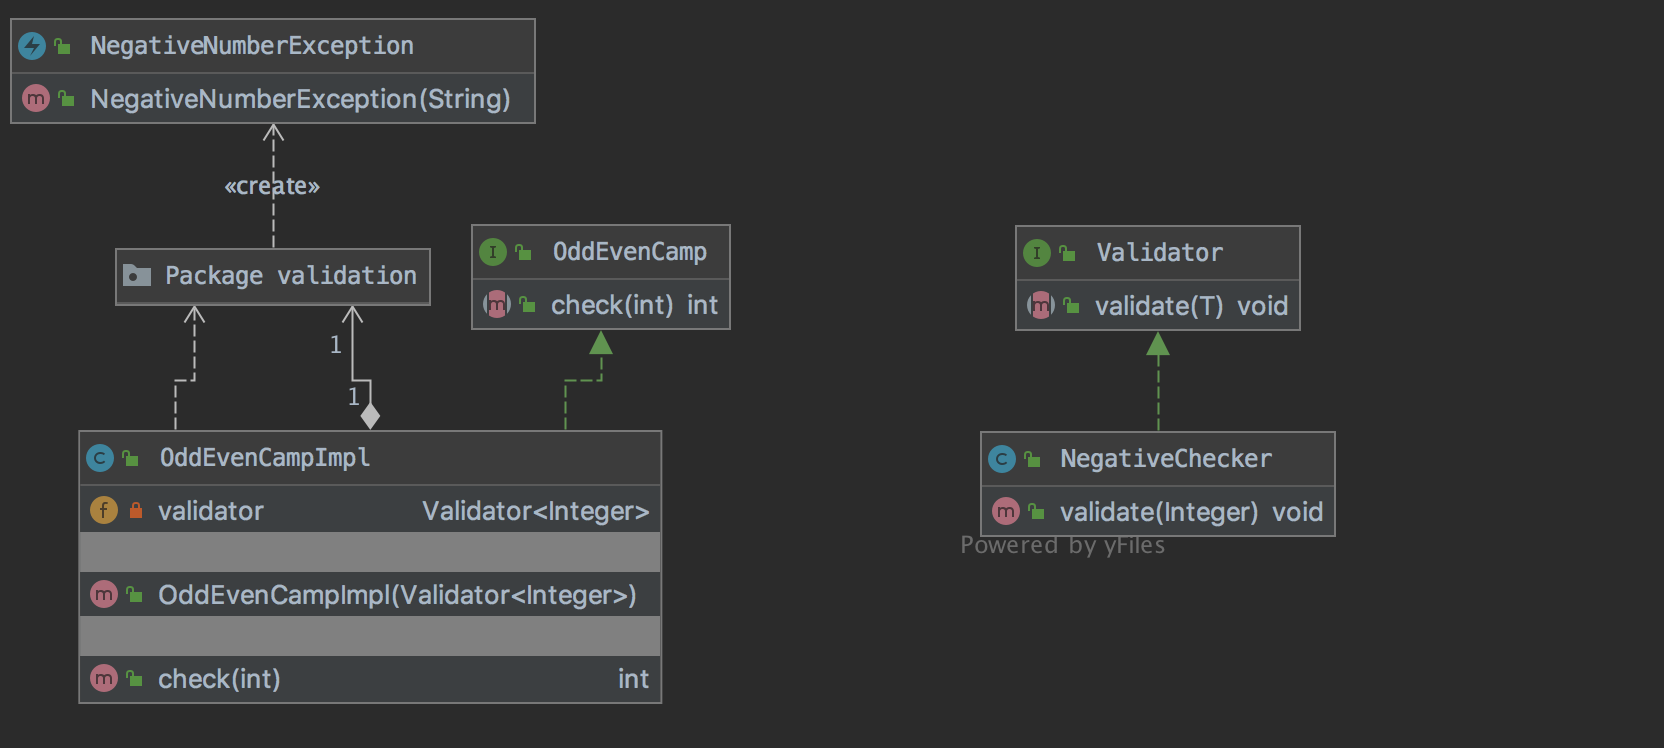 NegativeNumberException
NegativeNumberException(String)
«create»
Package validation
OddEvenCamp
check(int) int
Validator
validate(T) void
1
1
OddEvenCampImpl
validator Validator<Integer>
OddEvenCampImpl(Validator<Integer>)
check(int) int
NegativeChecker
validate(Integer) void
Powered by yFiles